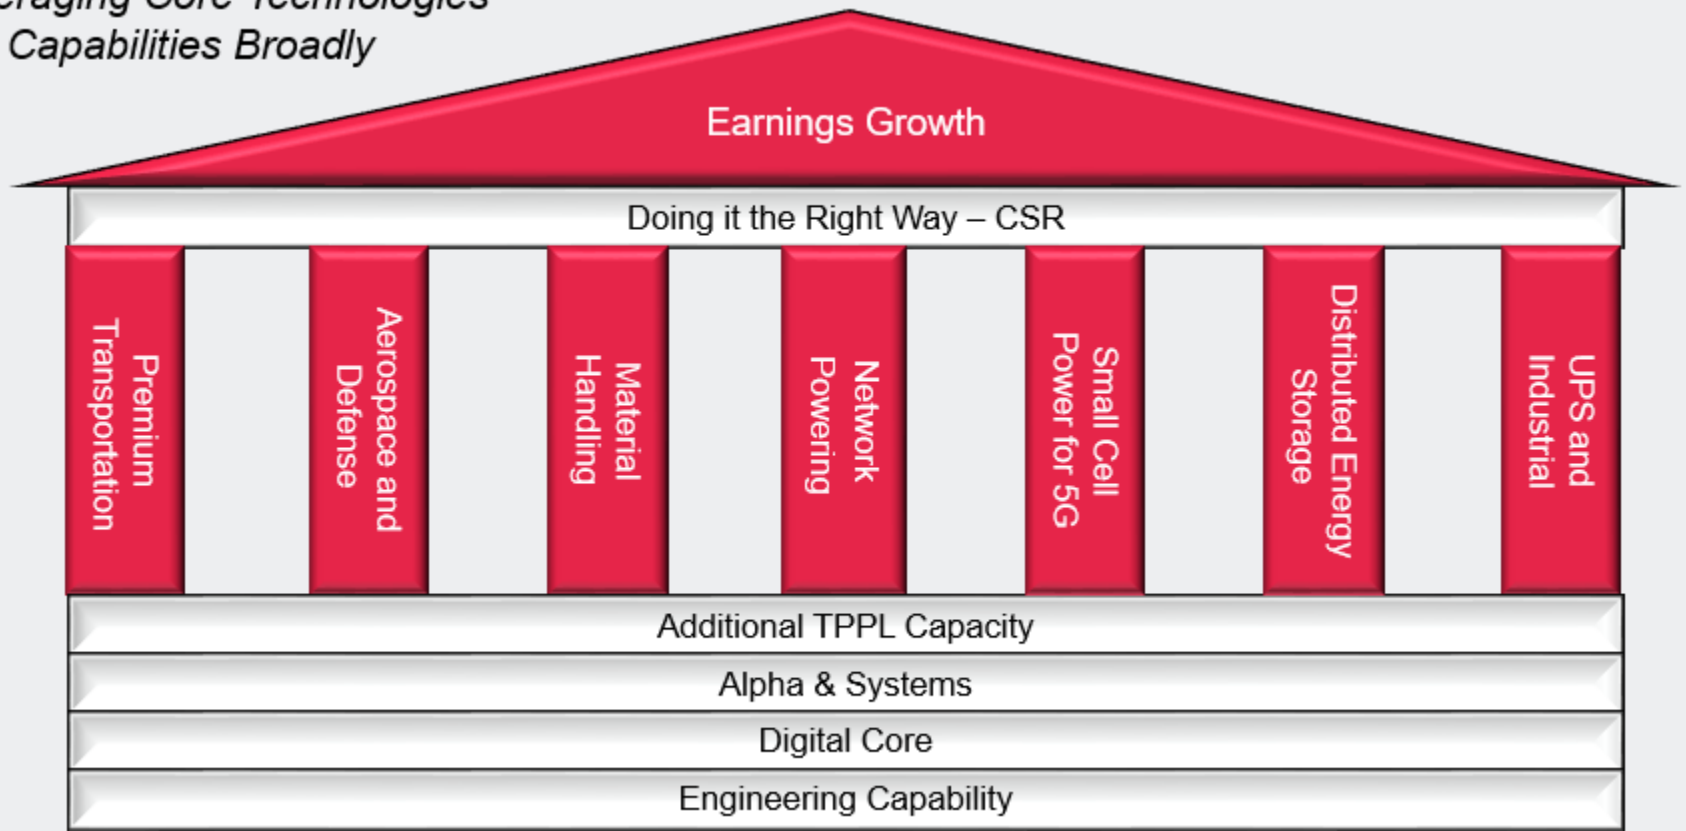 Core Technologies
Capabilities Broadly
Earnings Growth
Doing it the Right Way – CSR
Premium
Transportation
Aerospace and
Defense
Material
Handling
Network
Powering
Small Cell
Power for 5G
Distributed Energy
Storage
UPS and
Industrial
Additional TPPL Capacity
Alpha & Systems
Digital Core
Engineering Capability